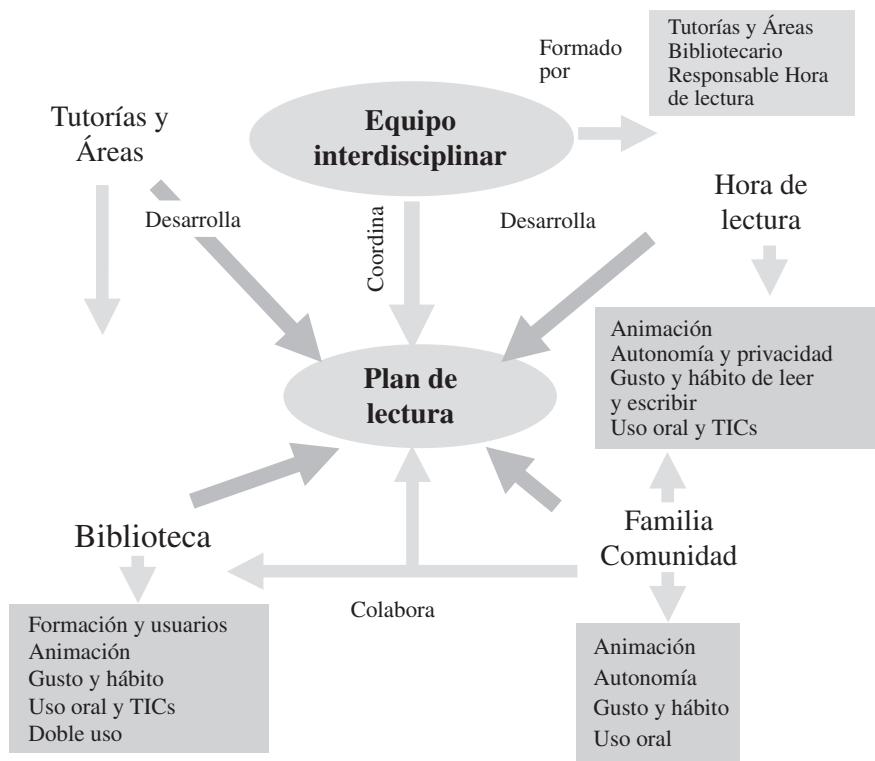 Formado
por
Tutorías y Áreas
Bibliotecario
Responsable Hora
de lectura
Equipo
interdisciplinar
Tutorías y
Áreas
Hora de
lectura
Desarrolla
Coordina
Desarrolla
Plan de
lectura
Animación
Autonomía y privacidad
Gusto y hábito de leer
y escribir
Uso oral y TICs
Biblioteca
Familia
Comunidad
Colabora
Formación y usuarios
Animación
Gusto y hábito
Uso oral y TICs
Doble uso
Animación
Autonomía
Gusto y hábito
Uso oral